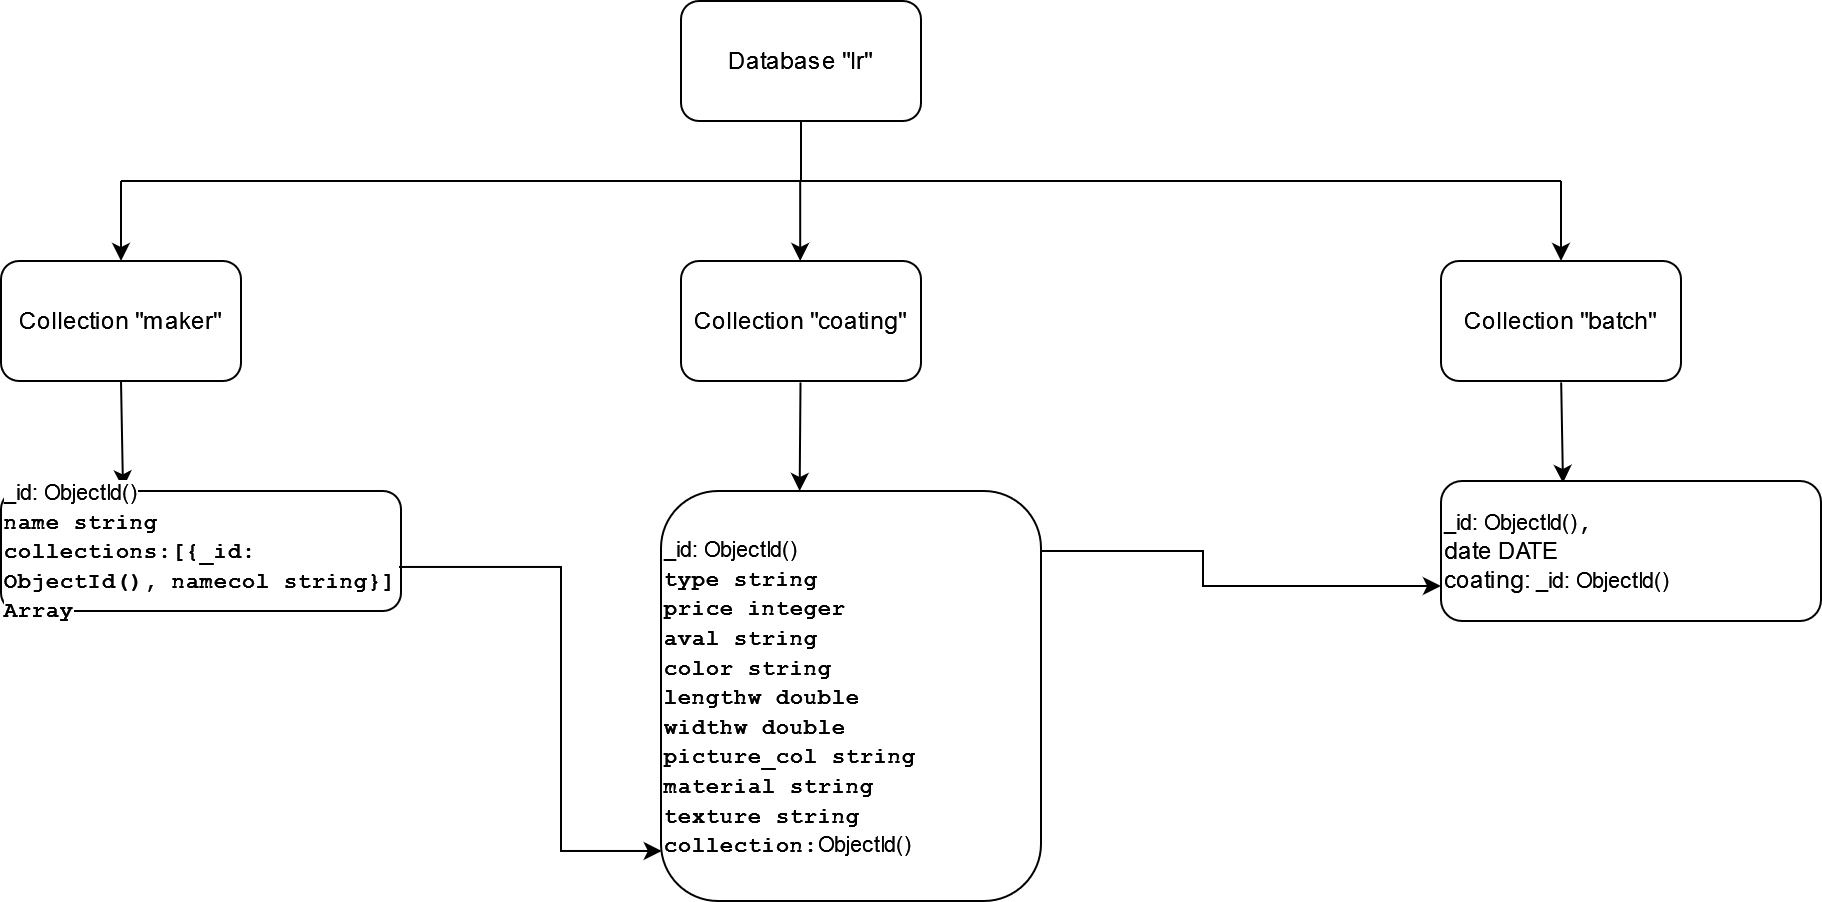 Database "lr"
Collection "maker"
Collection "coating"
Collection "batch"
_id: ObjectId()
name string
collections:[{_id:
ObjectId(), namecol string}]
Array
_id: ObjectId()
type string
price integer
aval string
color string
lengthw double
widthw double
picture_col string
material string
texture string
collection:ObjectId()
_id: ObjectId(),
date DATE
coating: _id: ObjectId()